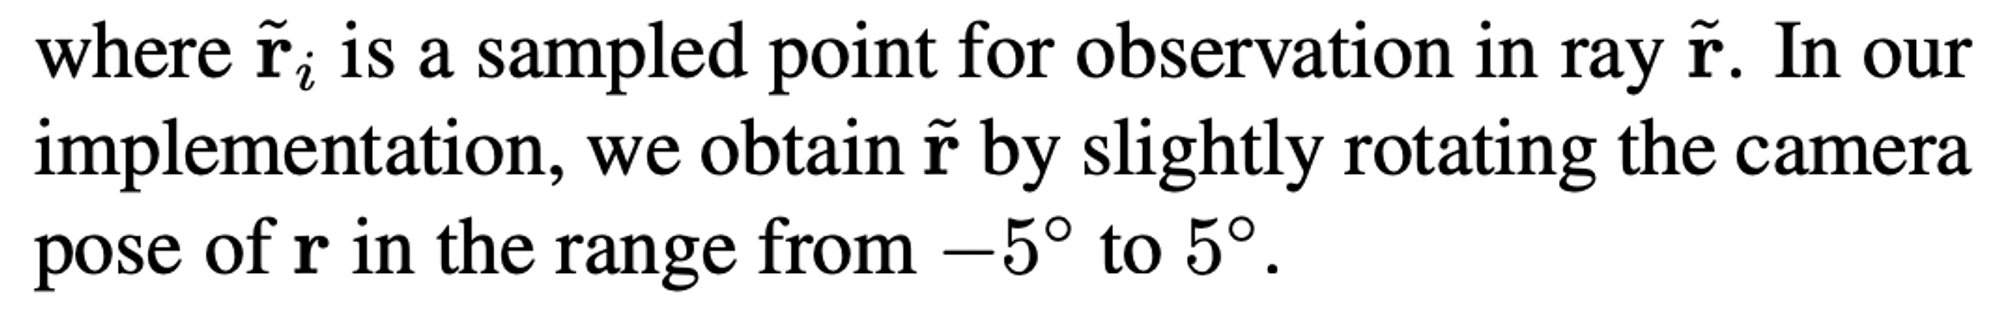 where r̃ᵢ is a sampled point for observation in ray r̃. In our
implementation, we obtain r̃ by slightly rotating the camera
pose of r in the range from −5° to 5°.